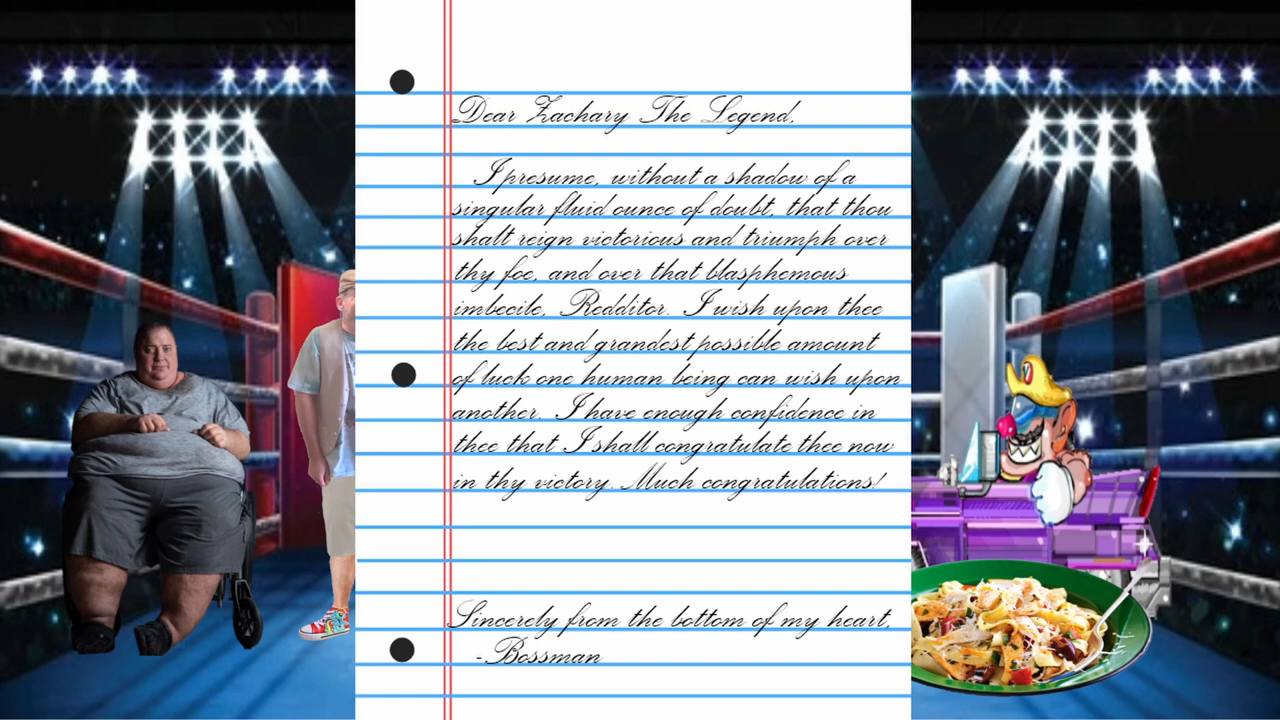 Dear Zachary The Legend,
I presume, without a shadow of a
singular fluid ounce of doubt, that thou
shalt reign victorious and triumph over
thy foe, and over that blasphemous
imbecile, Redditor. I wish upon thee
the best and grandest possible amount
of luck one human being can wish upon
another. I have enough confidence in
thee that I shall congratulate thee now
in thy victory. Much congratulations!
Sincerely from the bottom of my heart,
-Bossman